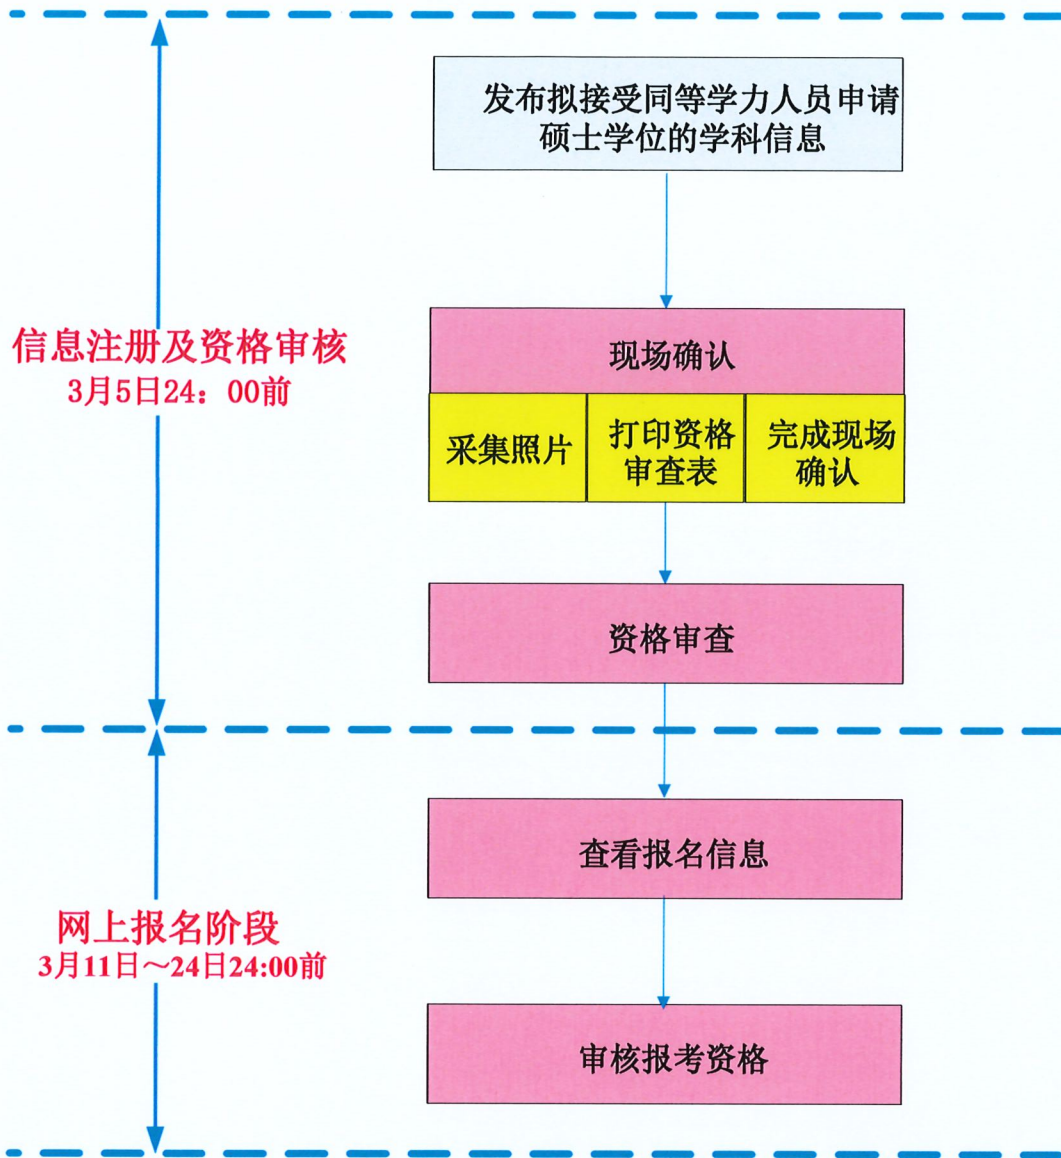 发布拟接受同等学力人员申请
硕士学位的学科信息
信息注册及资格审核
3月5日24：00前
现场确认
采集照片
打印资格
审查表
完成现场
确认
资格审查
查看报名信息
网上报名阶段
3月11日～24日24:00前
审核报考资格